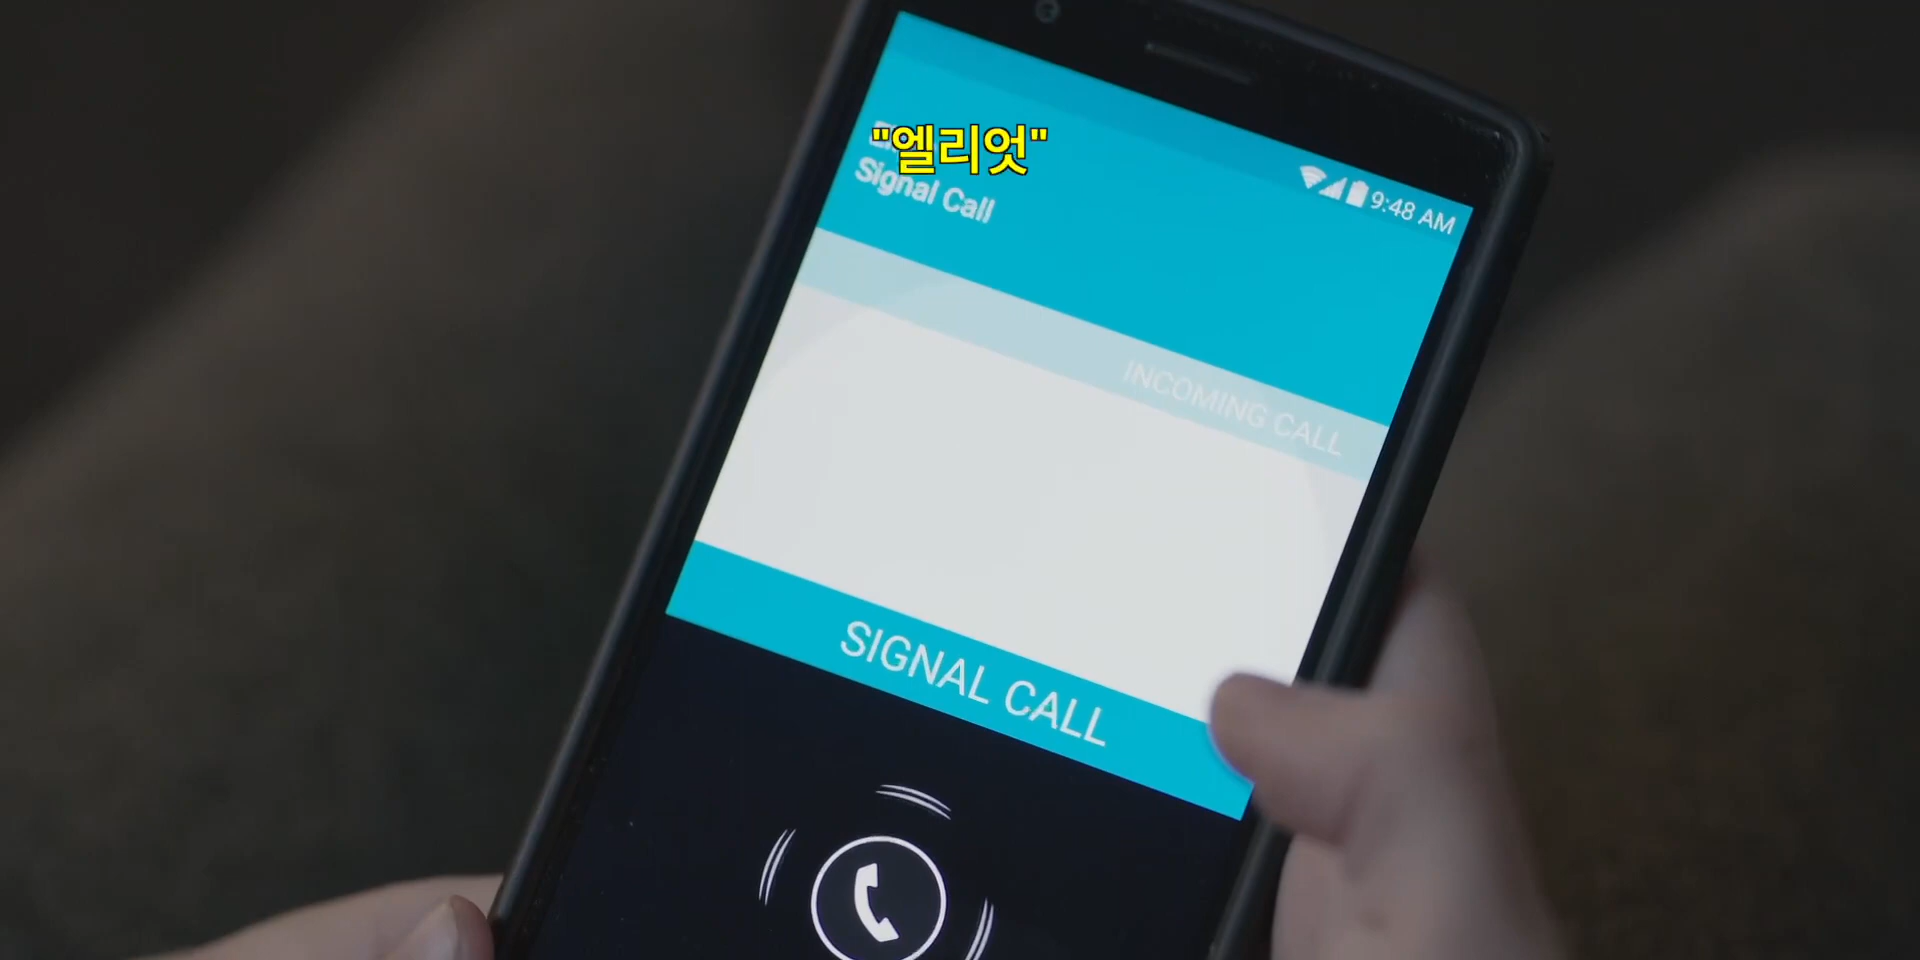 "엘리엇"
Signal Call
9:48 AM
INCOMING CALL
SIGNAL CALL